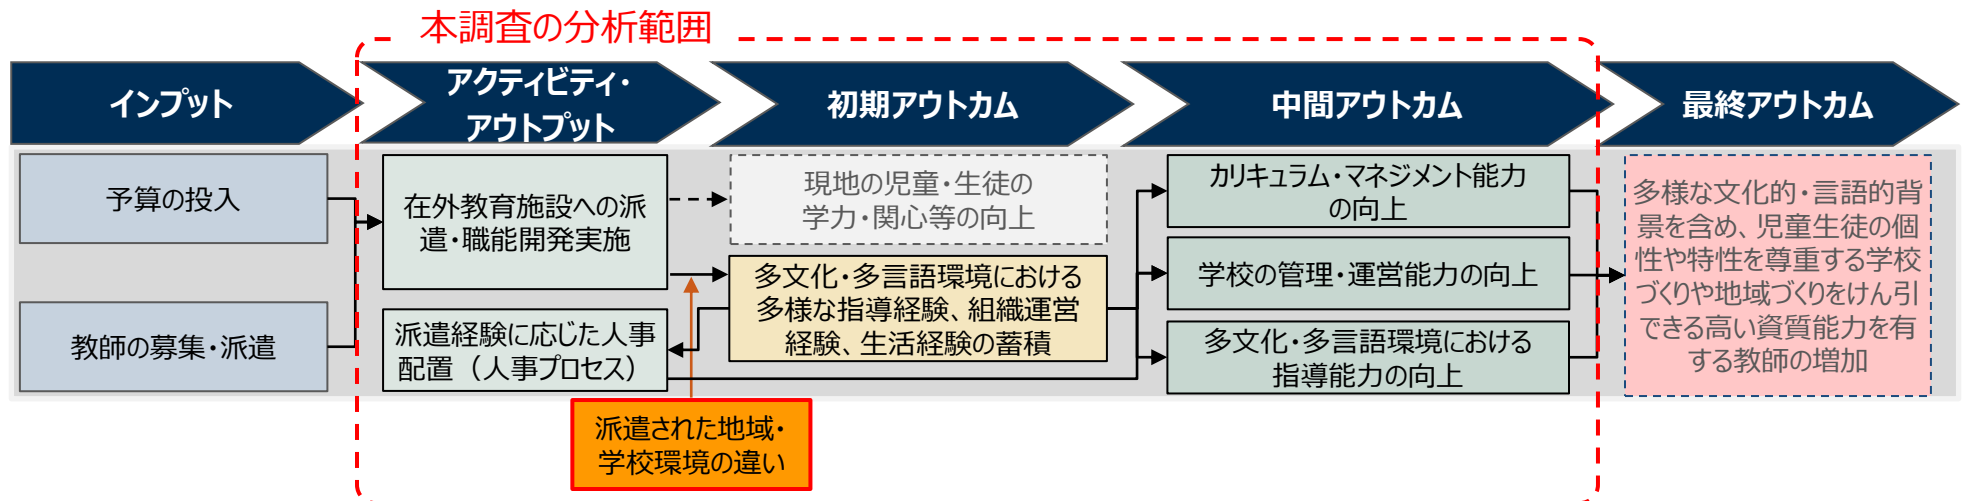 本調査の分析範囲
インプット
アクティビティ・
アウトプット
初期アウトカム
中間アウトカム
最終アウトカム
予算の投入
教師の募集・派遣
在外教育施設への派
遣・職能開発実施
派遣経験に応じた人事
配置（人事プロセス）
現地の児童・生徒の
学力・関心等の向上
多文化・多言語環境における
多様な指導経験、組織運営
経験、生活経験の蓄積
カリキュラム・マネジメント能力
の向上
学校の管理・運営能力の向上
多文化・多言語環境における
指導能力の向上
多様な文化的・言語的背
景を含め、児童生徒の個
性や特性を尊重する学校
づくりや地域づくりをけん引
できる高い資質能力を有
する教師の増加
派遣された地域・
学校環境の違い